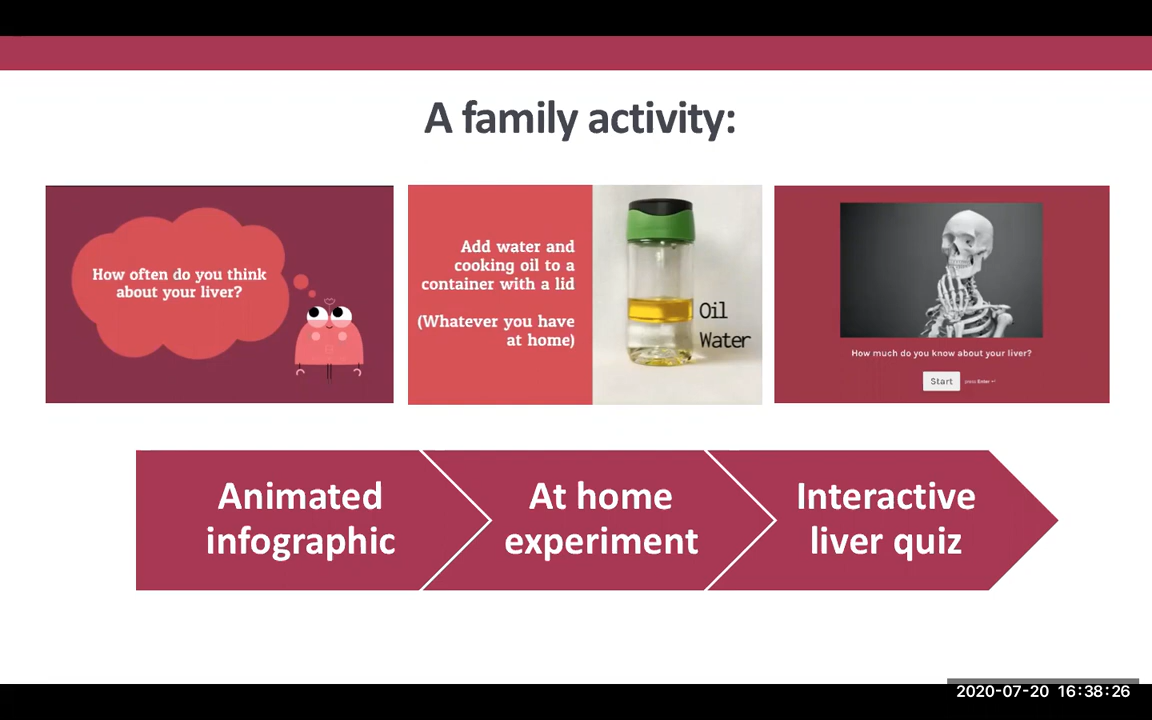 A family activity:
How often do you think
about your liver?
Add water and
cooking oil to a
container with a lid
(Whatever you have
at home)
Oil
Water
How much do you know about your liver?
Start
press Enter ↵
Animated
infographic
At home
experiment
Interactive
liver quiz
2020-07-20 16:38:26